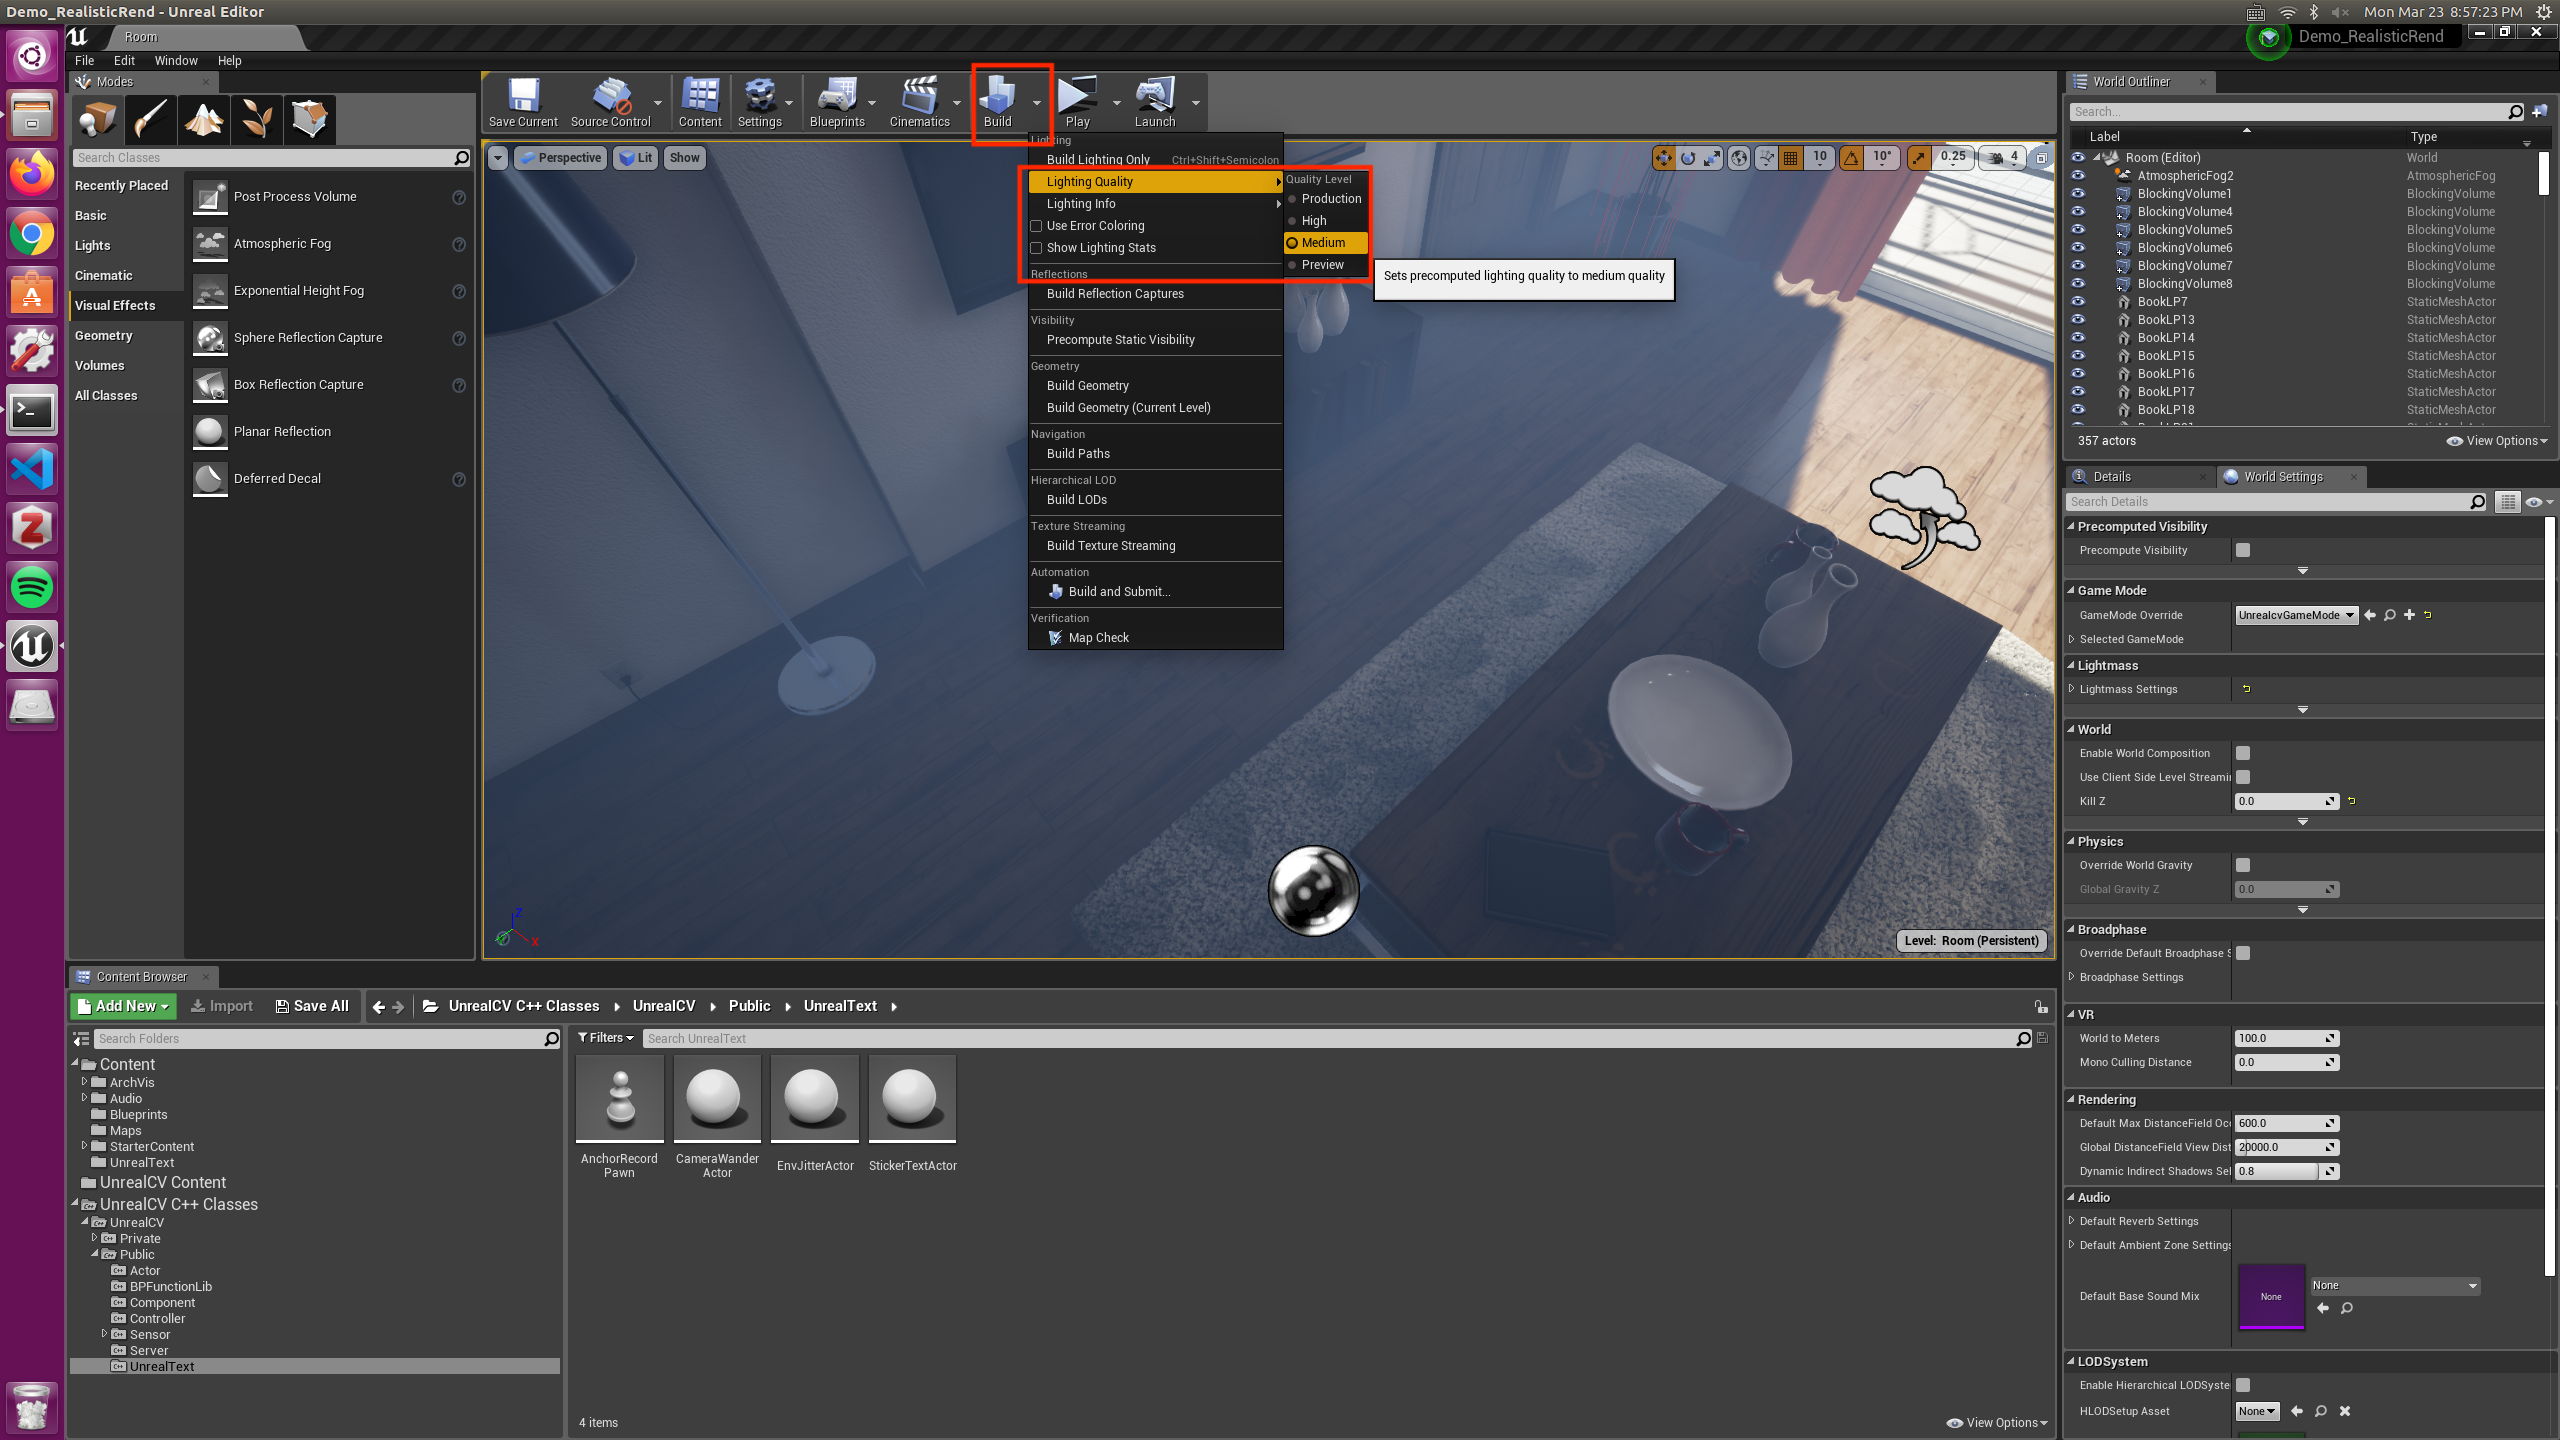 Demo_RealisticRend - Unreal Editor
Mon Mar 23 8:57:23 PM
Room
Demo_RealisticRend
File Edit Window Help
Modes
Search Classes
Recently Placed
Basic
Lights
Cinematic
Visual Effects
Geometry
Volumes
All Classes
Post Process Volume
Atmospheric Fog
Exponential Height Fog
Sphere Reflection Capture
Box Reflection Capture
Planar Reflection
Deferred Decal
Save Current Source Control Content Settings Blueprints Cinematics Build Play Launch
Perspective Lit Show
10 10° 0.25 4
Lighting
Build Lighting Only Ctrl+Shift+Semicolon
Lighting Quality
Lighting Info
Use Error Coloring
Show Lighting Stats
Reflections
Build Reflection Captures
Visibility
Precompute Static Visibility
Geometry
Build Geometry
Build Geometry (Current Level)
Navigation
Build Paths
Hierarchical LOD
Build LODs
Texture Streaming
Build Texture Streaming
Automation
Build and Submit...
Verification
Map Check
Quality Level
Production
High
Medium
Preview
Sets precomputed lighting quality to medium quality
Z
X
Level: Room (Persistent)
World Outliner
Search...
Label Type
Room (Editor) World
AtmosphericFog2 AtmosphericFog
BlockingVolume1 BlockingVolume
BlockingVolume4 BlockingVolume
BlockingVolume5 BlockingVolume
BlockingVolume6 BlockingVolume
BlockingVolume7 BlockingVolume
BlockingVolume8 BlockingVolume
BookLP7 StaticMeshActor
BookLP13 StaticMeshActor
BookLP14 StaticMeshActor
BookLP15 StaticMeshActor
BookLP16 StaticMeshActor
BookLP17 StaticMeshActor
BookLP18 StaticMeshActor
357 actors View Options
Details World Settings
Search Details
Precomputed Visibility
Precompute Visibility
Game Mode
GameMode Override UnrealcvGameMode
Selected GameMode
Lightmass
Lightmass Settings
World
Enable World Composition
Use Client Side Level Streami
Kill Z 0.0
Physics
Override World Gravity
Global Gravity Z 0.0
Broadphase
Override Default Broadphase S
Broadphase Settings
VR
World to Meters 100.0
Mono Culling Distance 0.0
Rendering
Default Max DistanceField Occ 600.0
Global DistanceField View Dist 20000.0
Dynamic Indirect Shadows Sel 0.8
Audio
Default Reverb Settings
Default Ambient Zone Settings
Default Base Sound Mix None None
LODSystem
Enable Hierarchical LODSyste
HLODSetup Asset None
Content Browser
Add New Import Save All UnrealCV C++ Classes UnrealCV Public UnrealText
Search Folders
Content
ArchVis
Audio
Blueprints
Maps
StarterContent
UnrealText
UnrealCV Content
UnrealCV C++ Classes
UnrealCV
Private
Public
Actor
BPFunctionLib
Component
Controller
Sensor
Server
UnrealText
Filters Search UnrealText
AnchorRecord
Pawn
CameraWander
Actor
EnvJitterActor
StickerTextActor
4 items View Options